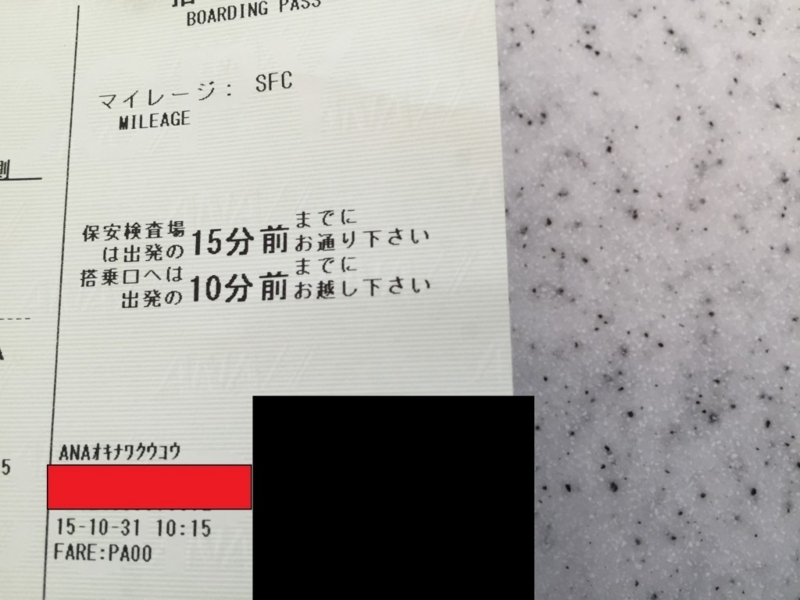 BOARDING PASS
マイレージ: SFC
MILEAGE
保安検査場は出発の15分前までにお通り下さい
搭乗口へは出発の10分前までにお越し下さい
ANAオキナワクウコウ
15-10-31 10:15
FARE:PA00
5